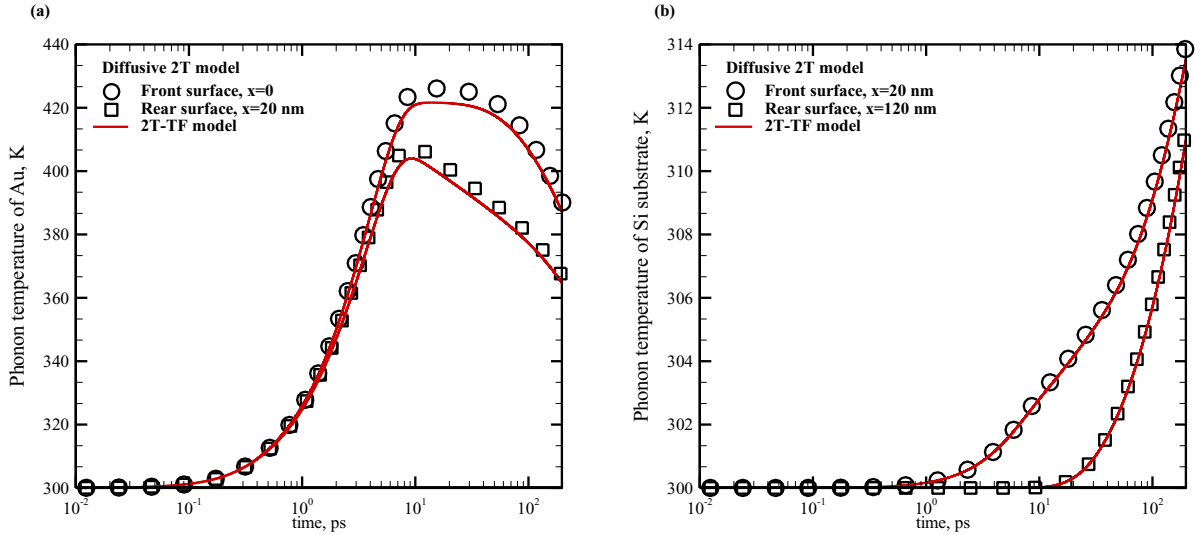 (a)
Phonon temperature of Au, K
440
420
400
380
360
340
320
300
Diffusive 2T model
Front surface, x=0
Rear surface, x=20 nm
2T-TF model
10-2
10-1
100
101
102
time, ps
(b)
Phonon temperature of Si substrate, K
314
312
310
308
306
304
302
300
Diffusive 2T model
Front surface, x=20 nm
Rear surface, x=120 nm
2T-TF model
10-2
10-1
100
101
102
time, ps